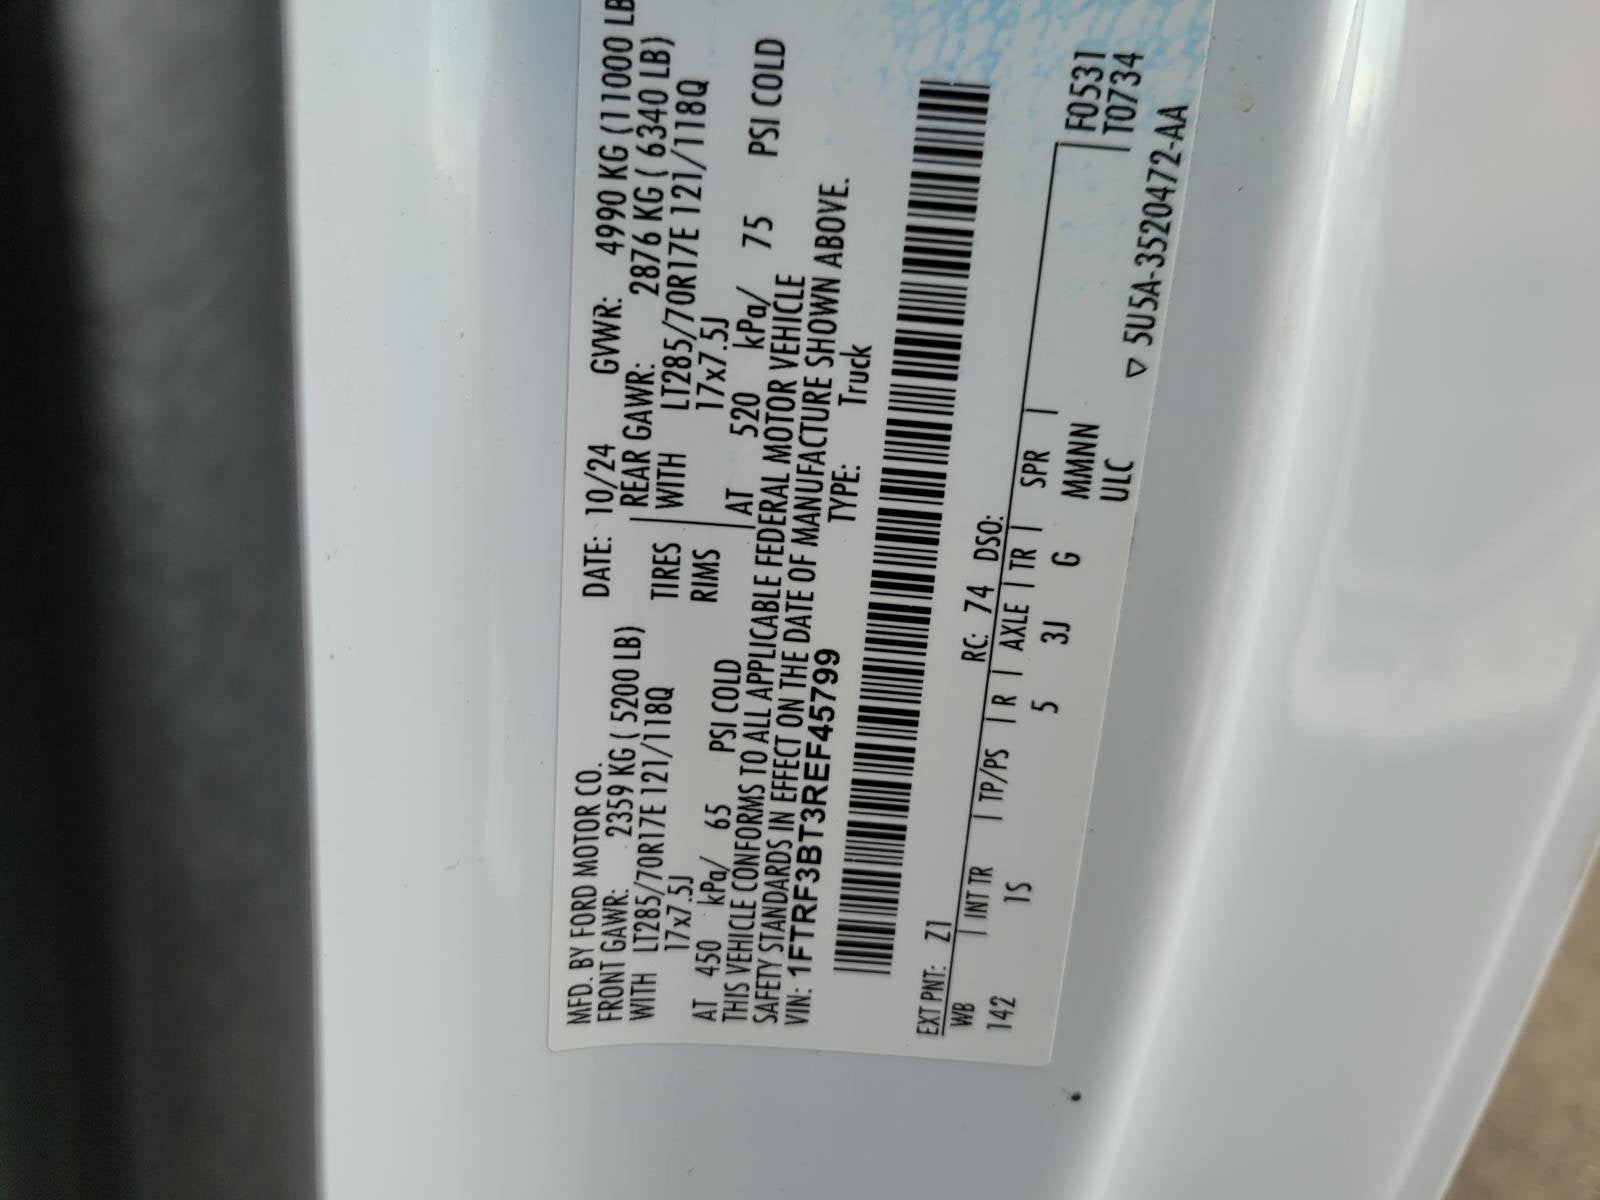 MFD. BY FORD MOTOR CO.
DATE: 10/24 GVWR: 4990 KG (11000 LB
FRONT GAWR: 2359 KG ( 5200 LB)
REAR GAWR: 2876 KG ( 6340 LB)
WITH LT285/70R17E 121/118Q
TIRES WITH LT285/70R17E 121/118Q
17x7.5J RIMS 17x7.5J
AT 450 kPa/ 65 PSI COLD AT 520 kPa/ 75 PSI COLD
THIS VEHICLE CONFORMS TO ALL APPLICABLE FEDERAL MOTOR VEHICLE
SAFETY STANDARDS IN EFFECT ON THE DATE OF MANUFACTURE SHOWN ABOVE.
VIN: 1FTRF3BT3REF45799 TYPE: Truck
EXT PNT: Z1 RC: 74 DSO:
WB | INT TR | TP/PS | R | AXLE | TR | SPR | F0531
142 1S 5 3J G MMNN T0734
ULC ▽ 5U5A-3520472-AA